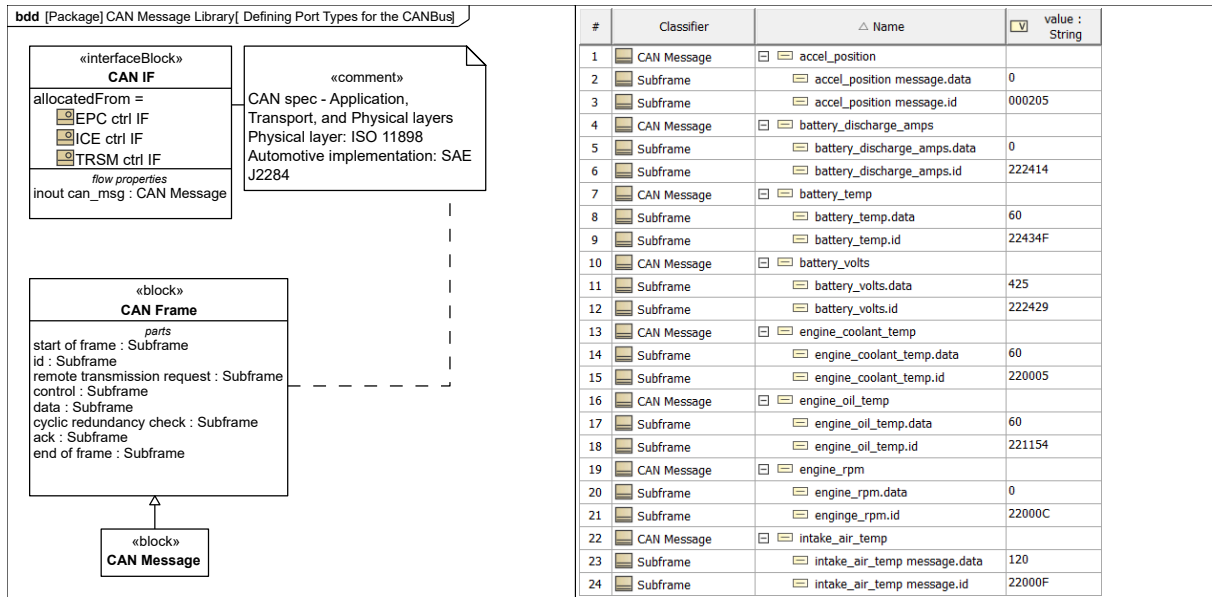 bdd [Package] CAN Message Library[ Defining Port Types for the CANBus]
«interfaceBlock»
CAN IF
allocatedFrom =
EPC ctrl IF
ICE ctrl IF
TRSM ctrl IF
flow properties
inout can_msg : CAN Message
«comment»
CAN spec - Application,
Transport, and Physical layers
Physical layer: ISO 11898
Automotive implementation: SAE
J2284
«block»
CAN Frame
parts
start of frame : Subframe
id : Subframe
remote transmission request : Subframe
control : Subframe
data : Subframe
cyclic redundancy check : Subframe
ack : Subframe
end of frame : Subframe
«block»
CAN Message
# Classifier Name V value : String
1 CAN Message accel_position
2 Subframe accel_position message.data 0
3 Subframe accel_position message.id 000205
4 CAN Message battery_discharge_amps
5 Subframe battery_discharge_amps.data 0
6 Subframe battery_discharge_amps.id 222414
7 CAN Message battery_temp
8 Subframe battery_temp.data 60
9 Subframe battery_temp.id 22434F
10 CAN Message battery_volts
11 Subframe battery_volts.data 425
12 Subframe battery_volts.id 222429
13 CAN Message engine_coolant_temp
14 Subframe engine_coolant_temp.data 60
15 Subframe engine_coolant_temp.id 220005
16 CAN Message engine_oil_temp
17 Subframe engine_oil_temp.data 60
18 Subframe engine_oil_temp.id 221154
19 CAN Message engine_rpm
20 Subframe engine_rpm.data 0
21 Subframe enginge_rpm.id 22000C
22 CAN Message intake_air_temp
23 Subframe intake_air_temp message.data 120
24 Subframe intake_air_temp message.id 22000F